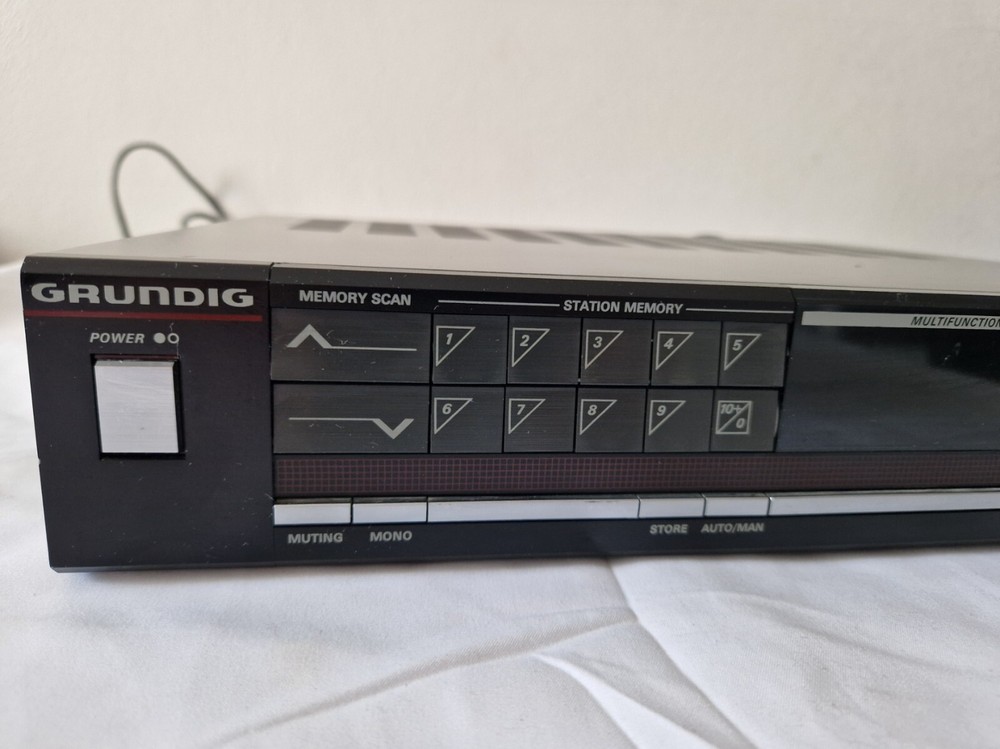 GRUNDIG
POWER
MEMORY SCAN
STATION MEMORY
1 2 3 4 5
6 7 8 9 10+/0
MULTIFUNCTION
MUTING MONO STORE AUTO/MAN